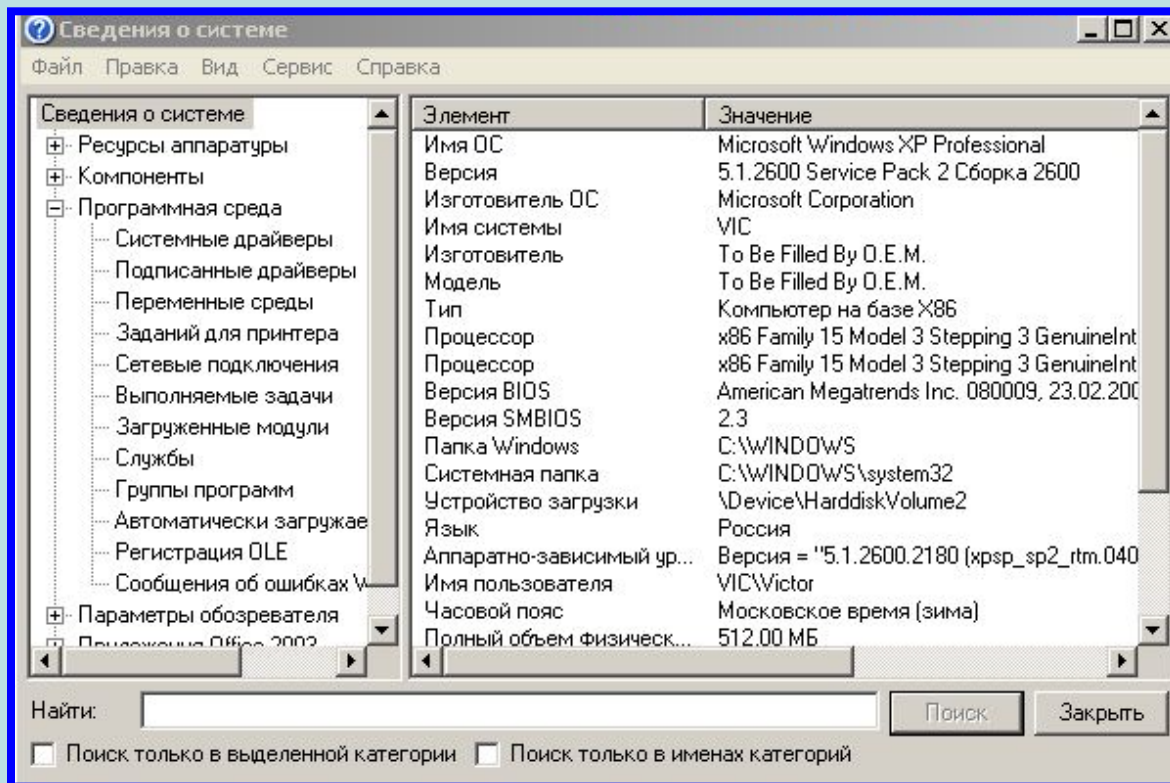 Сведения о системе
Файл Правка Вид Сервис Справка
Сведения о системе
Ресурсы аппаратуры
Компоненты
Программная среда
Системные драйверы
Подписанные драйверы
Переменные среды
Заданий для принтера
Сетевые подключения
Выполняемые задачи
Загруженные модули
Службы
Группы программ
Автоматически загружае
Регистрация OLE
Сообщения об ошибках W
Параметры обозревателя
Приложения Office 2003
Элемент Значение
Имя ОС Microsoft Windows XP Professional
Версия 5.1.2600 Service Pack 2 Сборка 2600
Изготовитель ОС Microsoft Corporation
Имя системы VIC
Изготовитель To Be Filled By O.E.M.
Модель To Be Filled By O.E.M.
Тип Компьютер на базе X86
Процессор x86 Family 15 Model 3 Stepping 3 GenuineInt
Процессор x86 Family 15 Model 3 Stepping 3 GenuineInt
Версия BIOS American Megatrends Inc. 080009, 23.02.200
Версия SMBIOS 2.3
Папка Windows C:\WINDOWS
Системная папка C:\WINDOWS\system32
Устройство загрузки \Device\HarddiskVolume2
Язык Россия
Аппаратно-зависимый ур... Версия = "5.1.2600.2180 (xpsp_sp2_rtm.040
Имя пользователя VIC\Victor
Часовой пояс Московское время (зима)
Полный объем физическ... 512,00 МБ
Найти: Поиск Закрыть
Поиск только в выделенной категории Поиск только в именах категорий